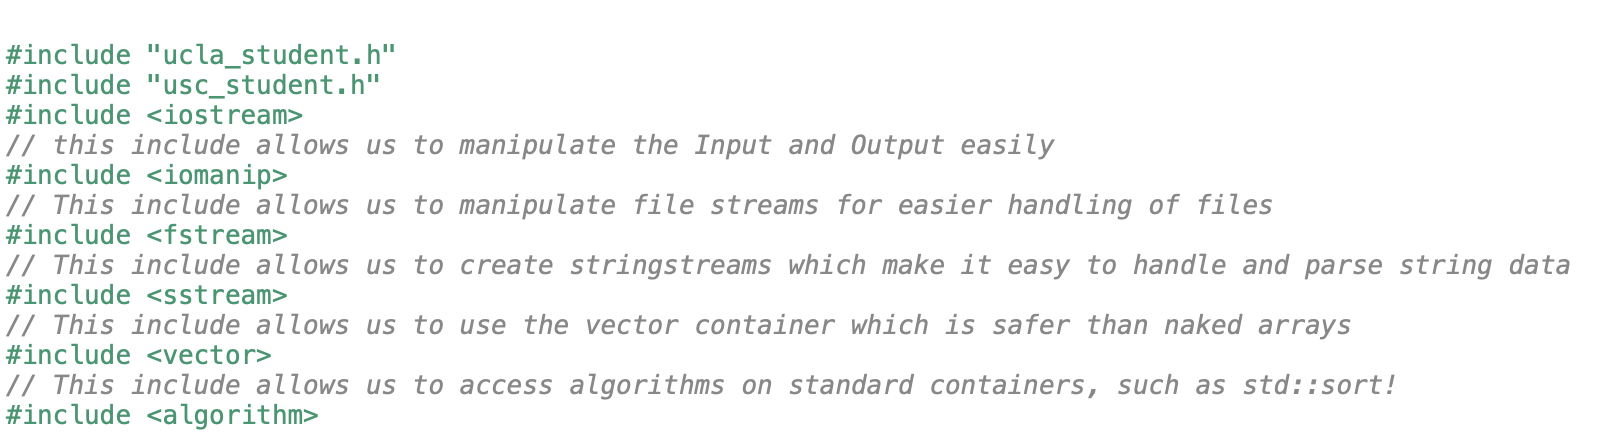 #include "ucla_student.h"
#include "usc_student.h"
#include <iostream>
// this include allows us to manipulate the Input and Output easily
#include <iomanip>
// This include allows us to manipulate file streams for easier handling of files
#include <fstream>
// This include allows us to create stringstreams which make it easy to handle and parse string data
#include <sstream>
// This include allows us to use the vector container which is safer than naked arrays
#include <vector>
// This include allows us to access algorithms on standard containers, such as std::sort!
#include <algorithm>